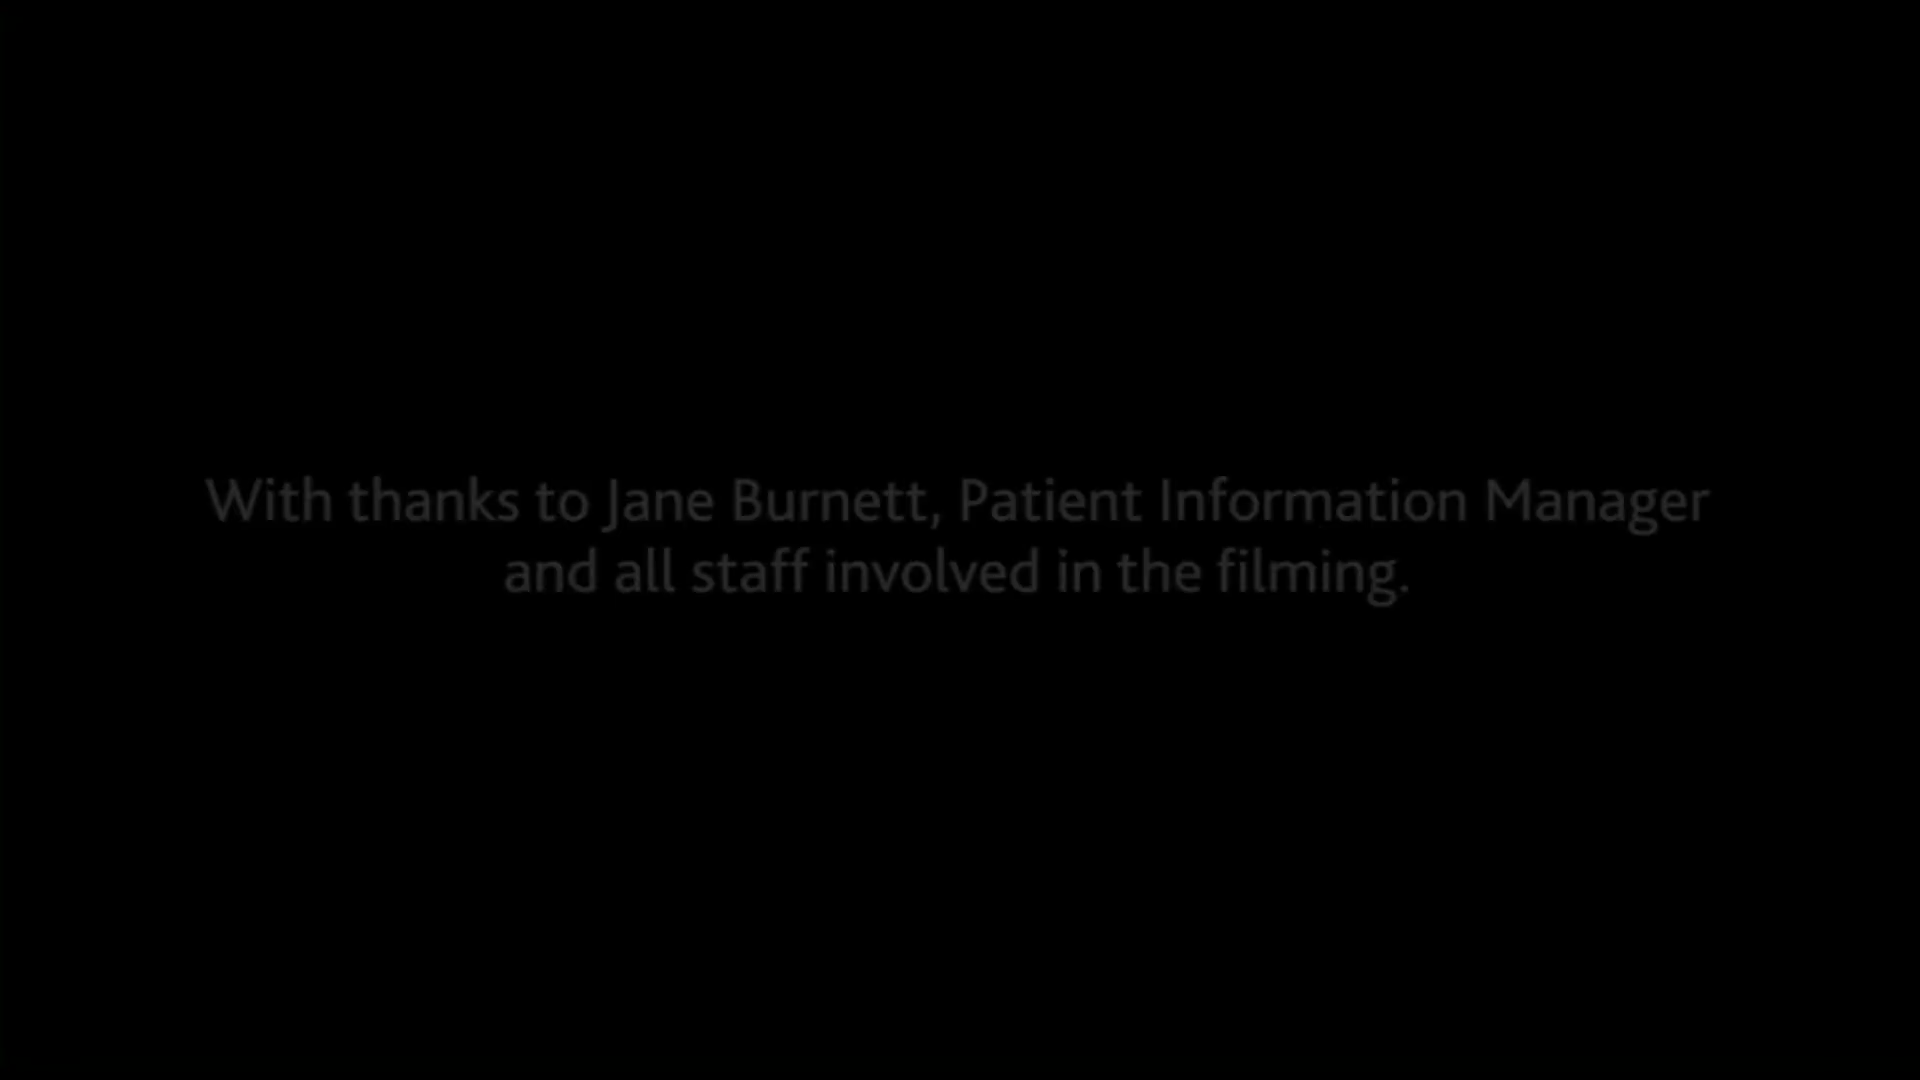 With thanks to Jane Burnett, Patient Information Manager
and all staff involved in the filming.